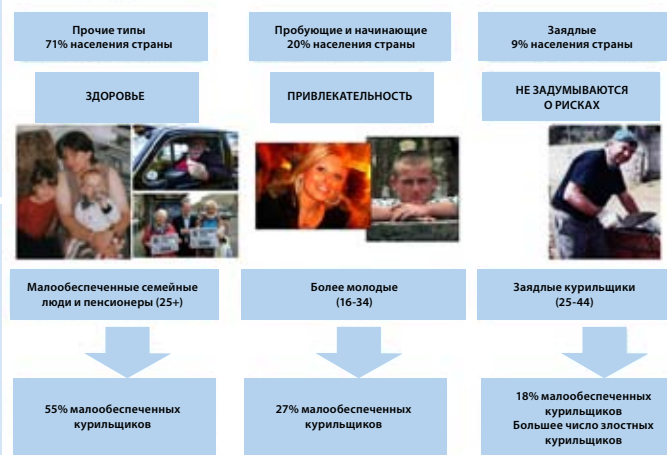 Прочие типы
71% населения страны
Пробующие и начинающие
20% населения страны
Заядлые
9% населения страны
ЗДОРОВЬЕ
ПРИВЛЕКАТЕЛЬНОСТЬ
НЕ ЗАДУМЫВАЮТСЯ
О РИСКАХ
Малообеспеченные семейные
люди и пенсионеры (25+)
Более молодые
(16-34)
Заядлые курильщики
(25-44)
55% малообеспеченных
курильщиков
27% малообеспеченных
курильщиков
18% малообеспеченных
курильщиков
Большее число злостных
курильщиков